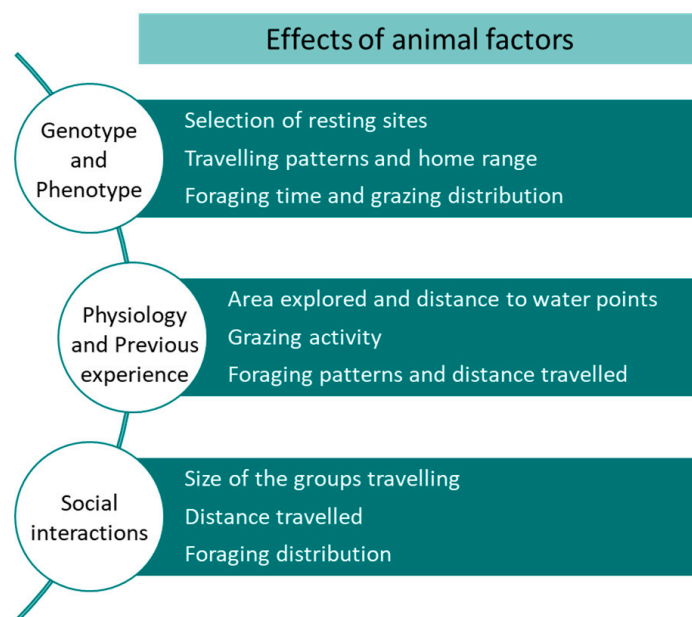 Effects of animal factors
Genotype
and
Phenotype
Selection of resting sites
Travelling patterns and home range
Foraging time and grazing distribution
Physiology
and Previous
experience
Area explored and distance to water points
Grazing activity
Foraging patterns and distance travelled
Social
interactions
Size of the groups travelling
Distance travelled
Foraging distribution